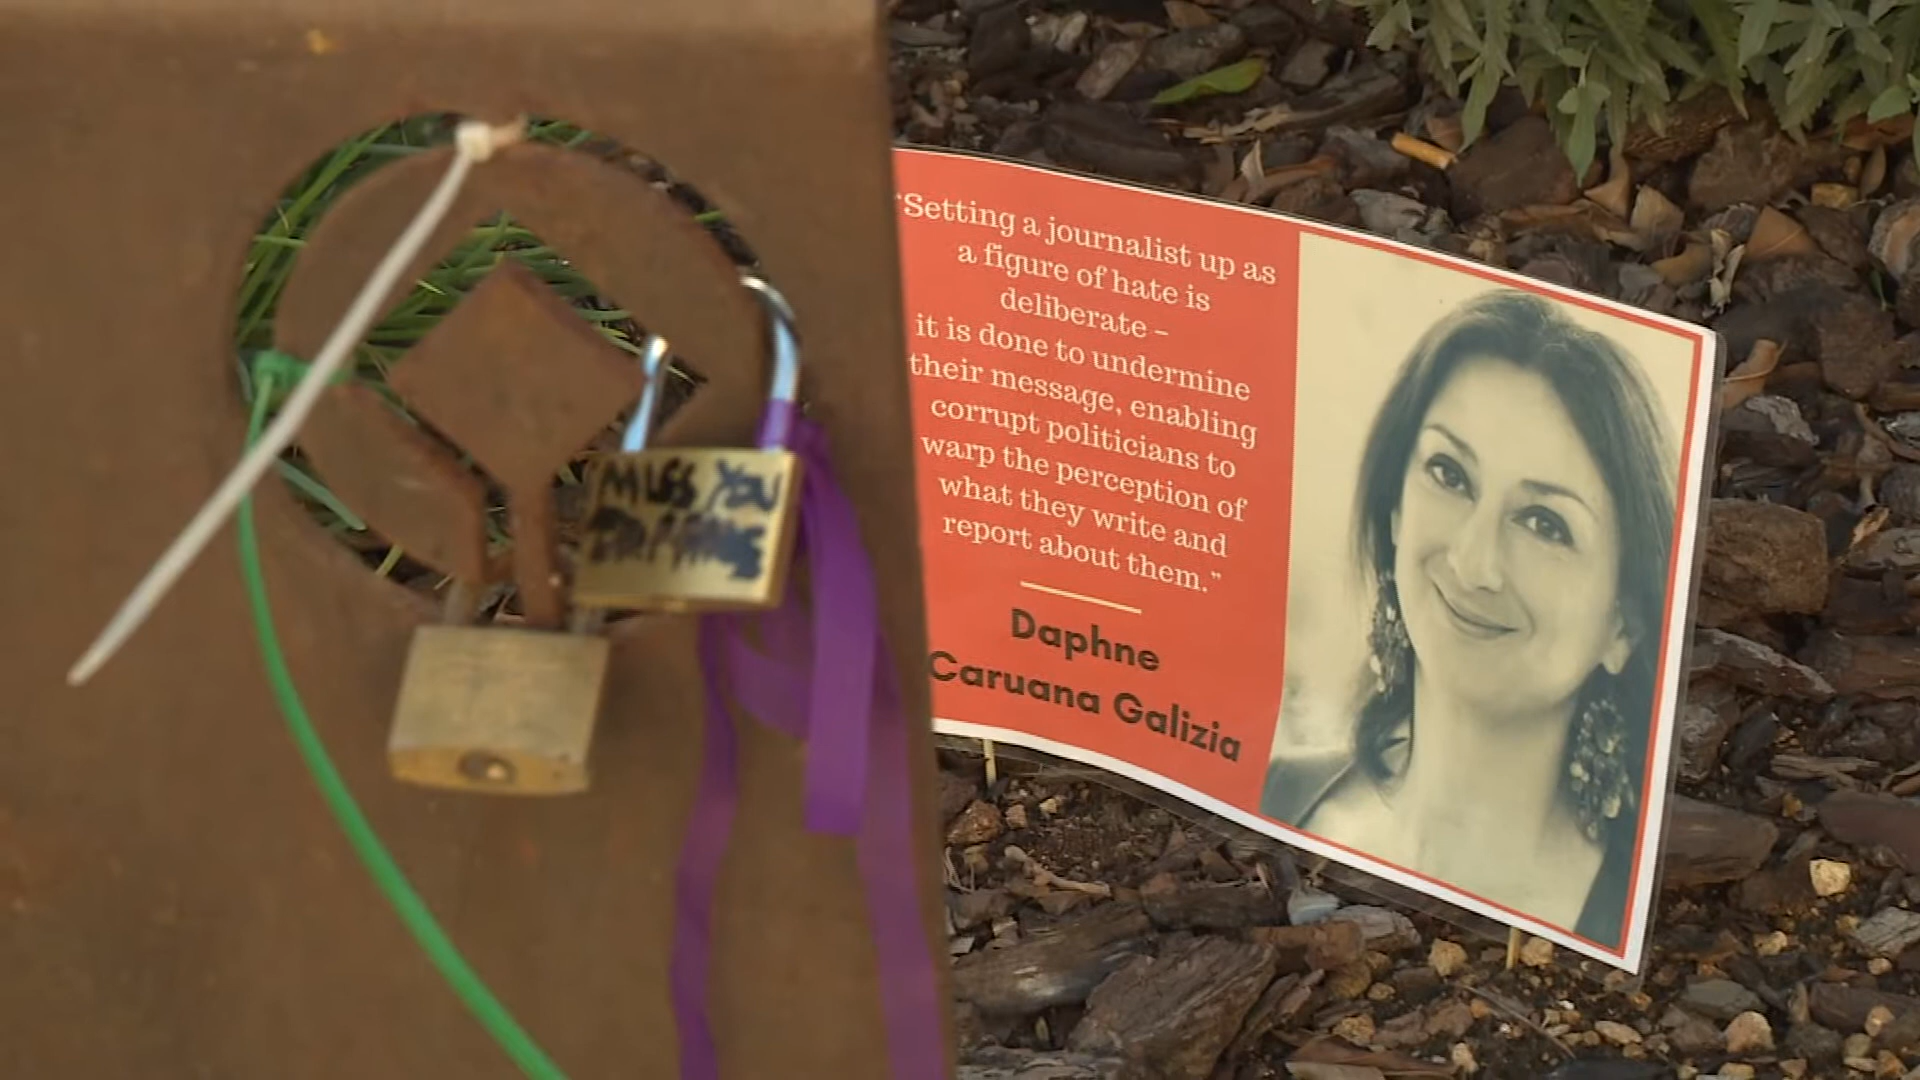 MISS YOU
"Setting a journalist up as
a figure of hate is
deliberate –
it is done to undermine
their message, enabling
corrupt politicians to
warp the perception of
what they write and
report about them."
Daphne
Caruana Galizia